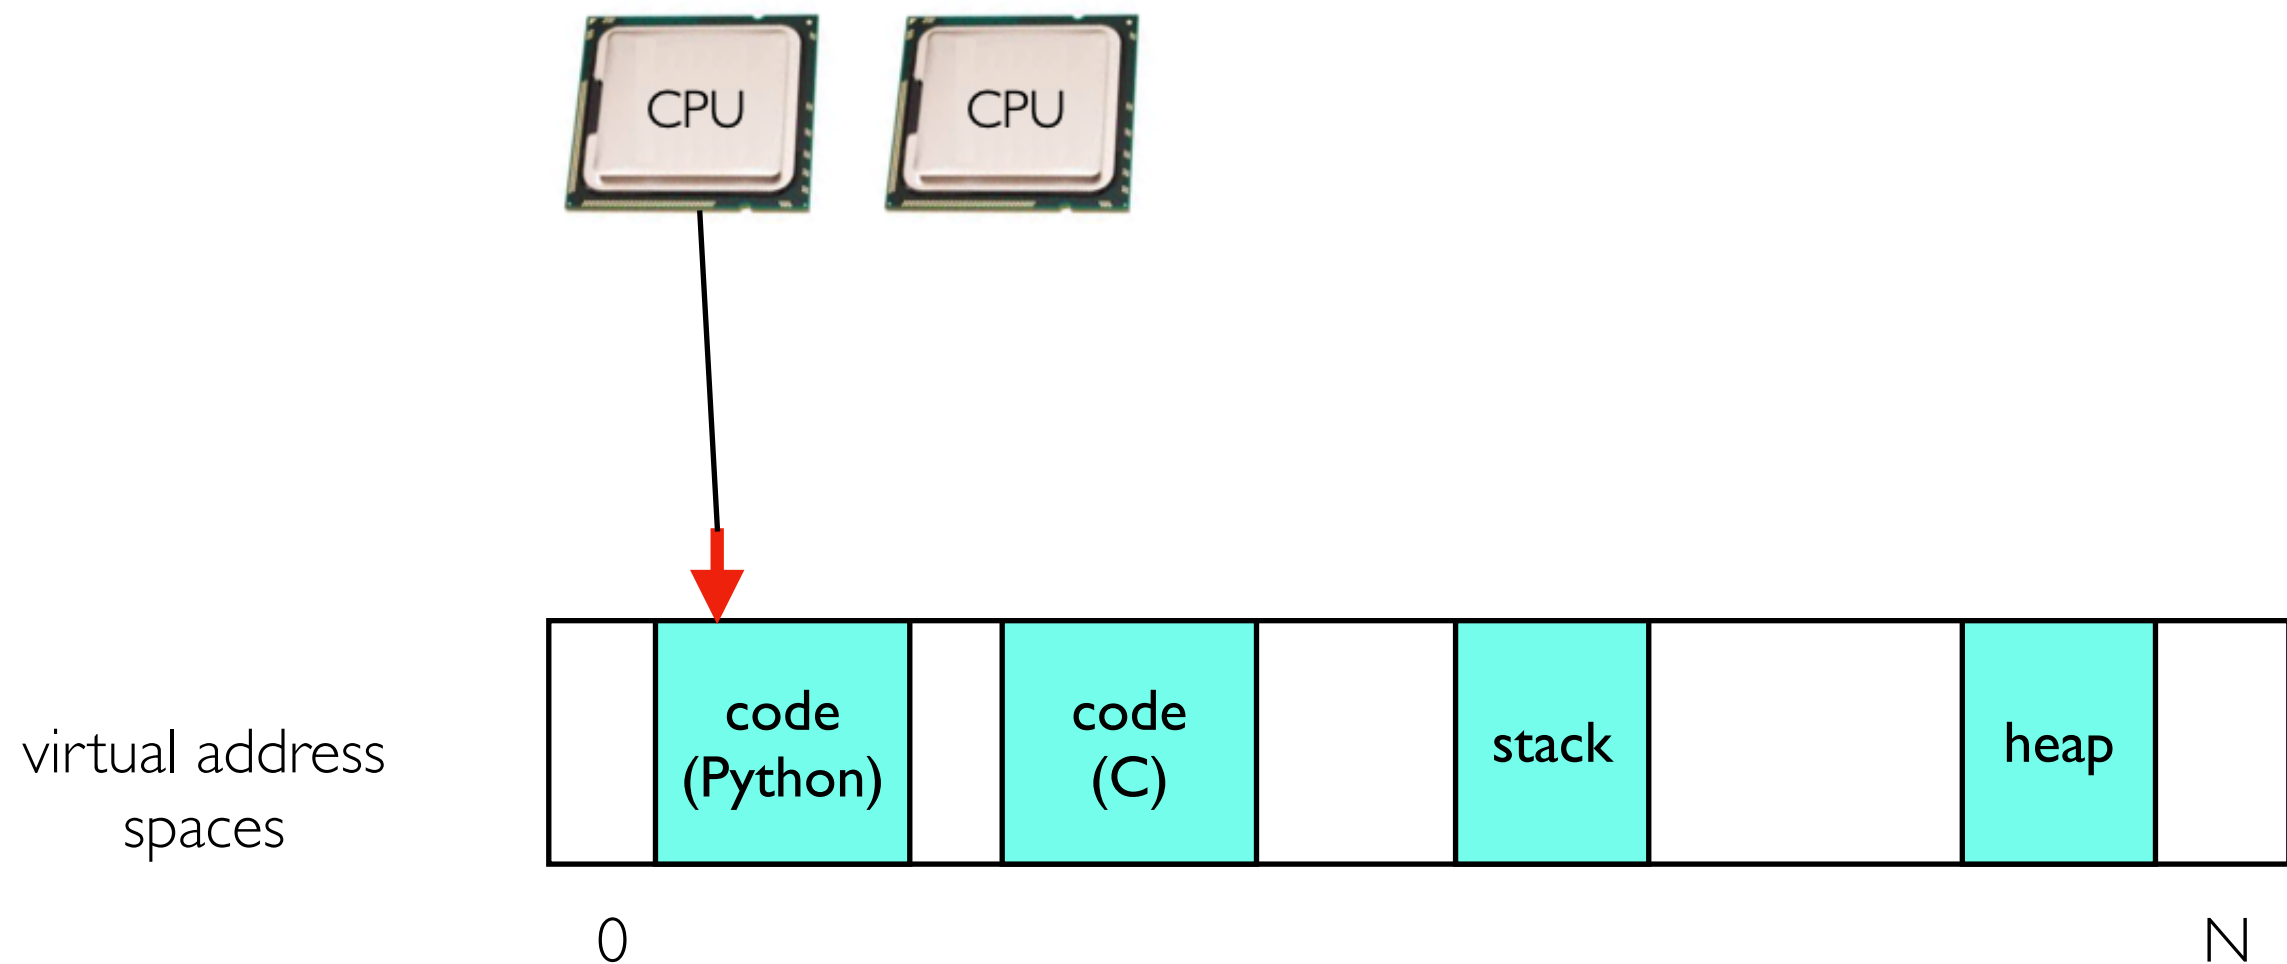 CPU
CPU
virtual address
spaces
code
(Python)
code
(C)
stack
heap
0
N